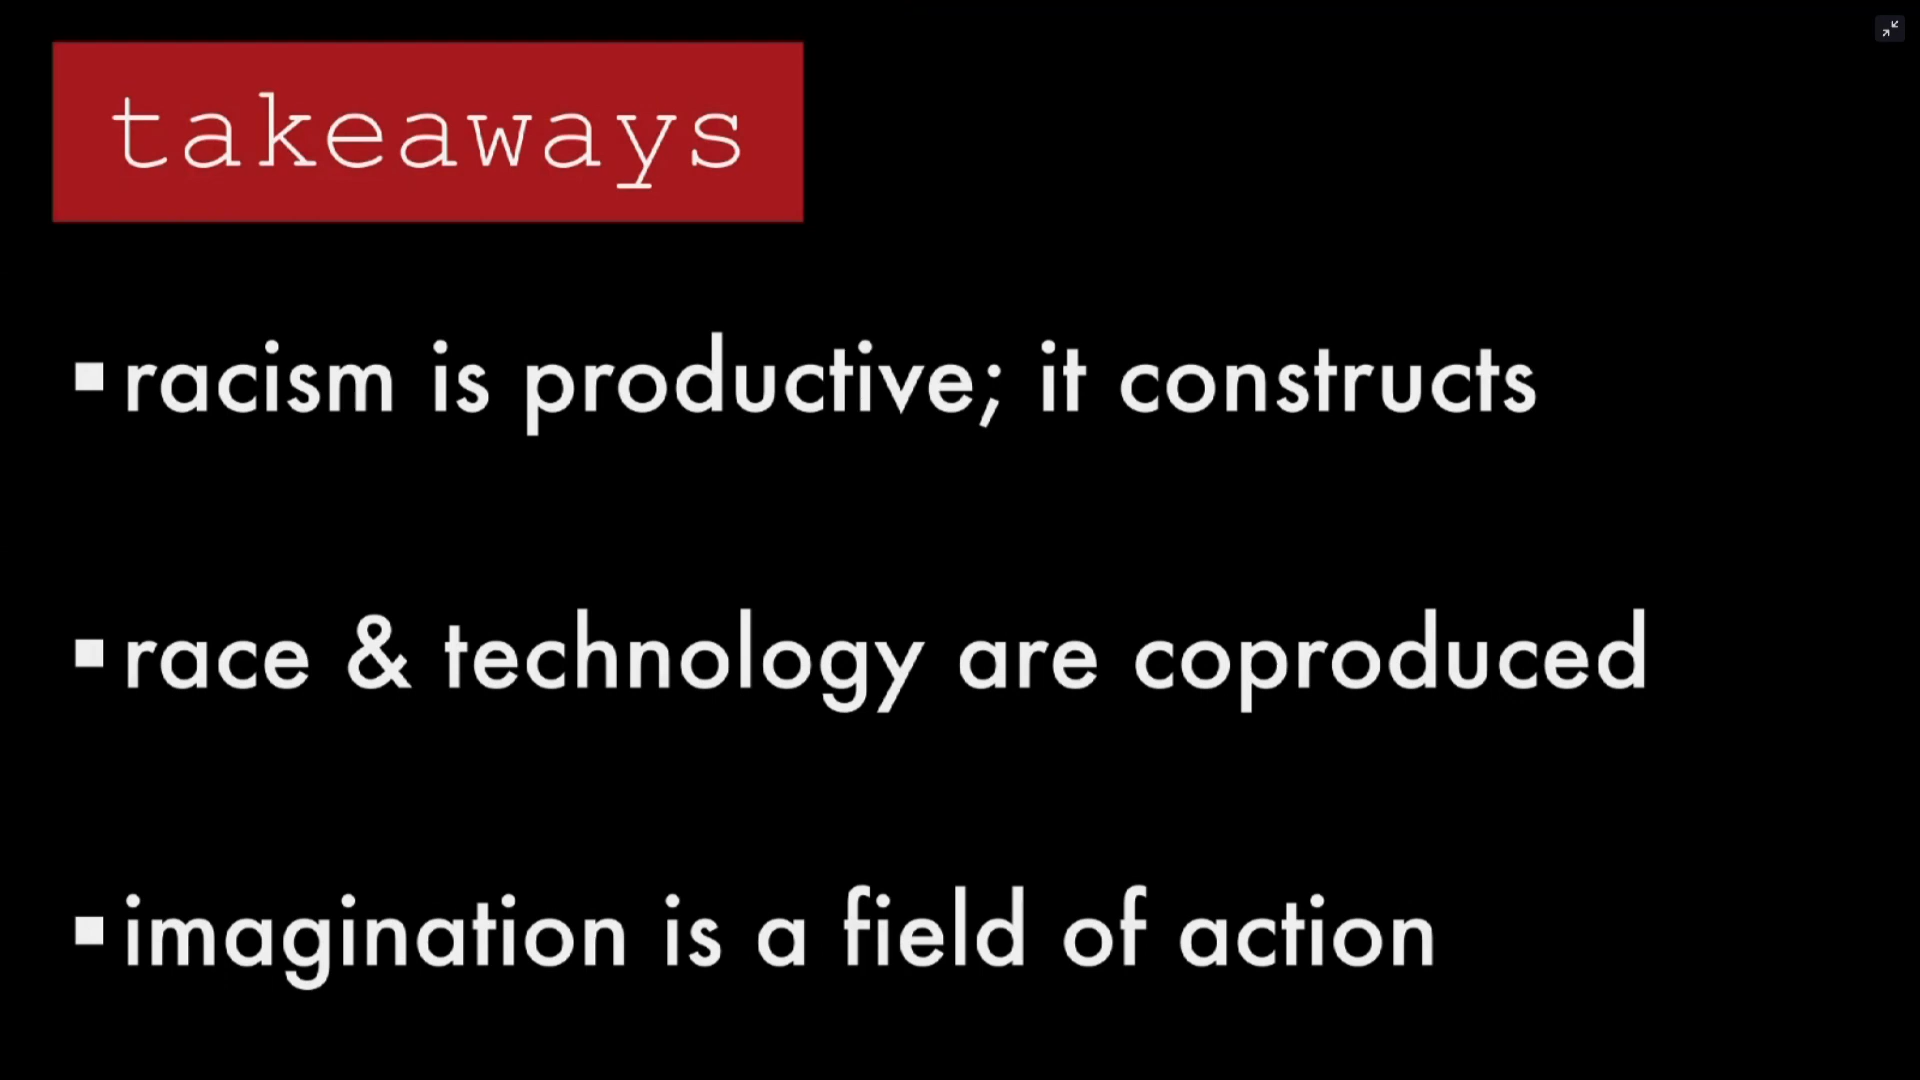 takeaways
▪racism is productive; it constructs
▪race & technology are coproduced
▪imagination is a field of action